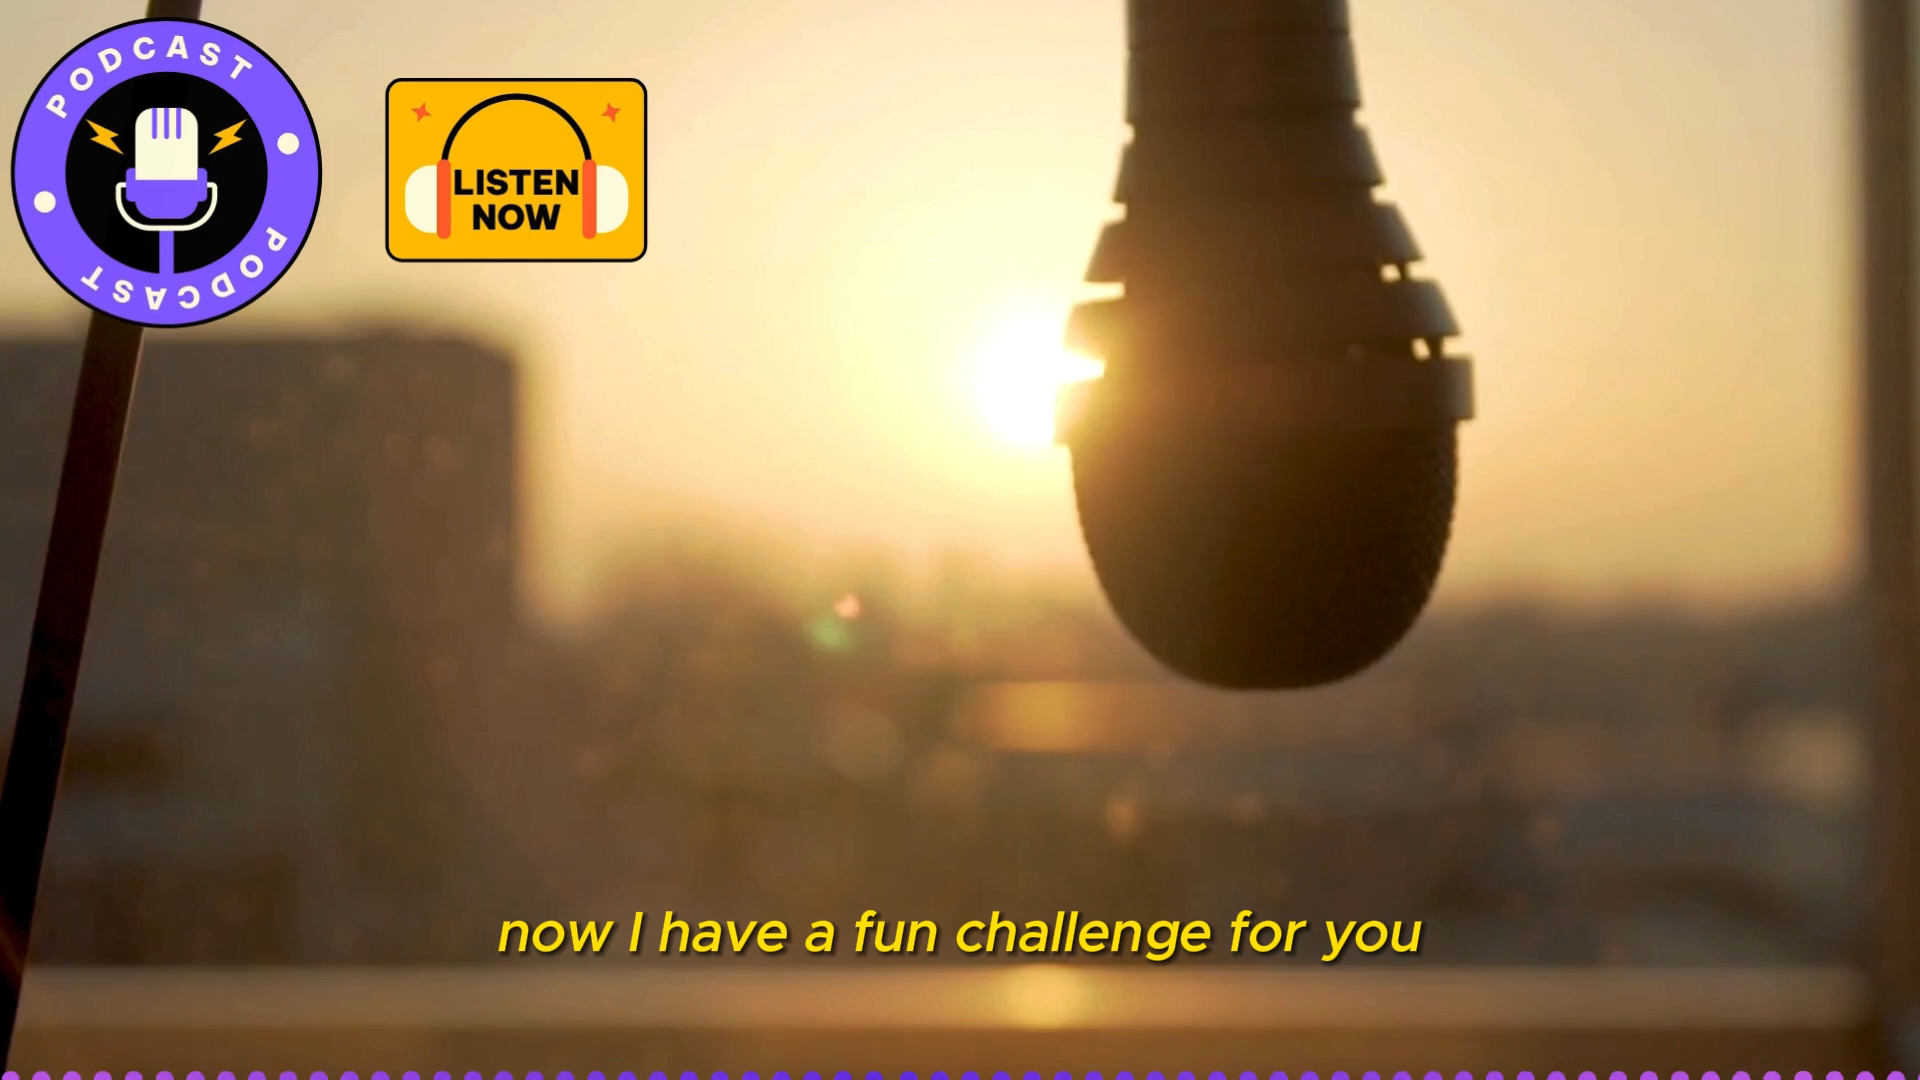 PODCAST
PODCAST
LISTEN
NOW
now I have a fun challenge for you